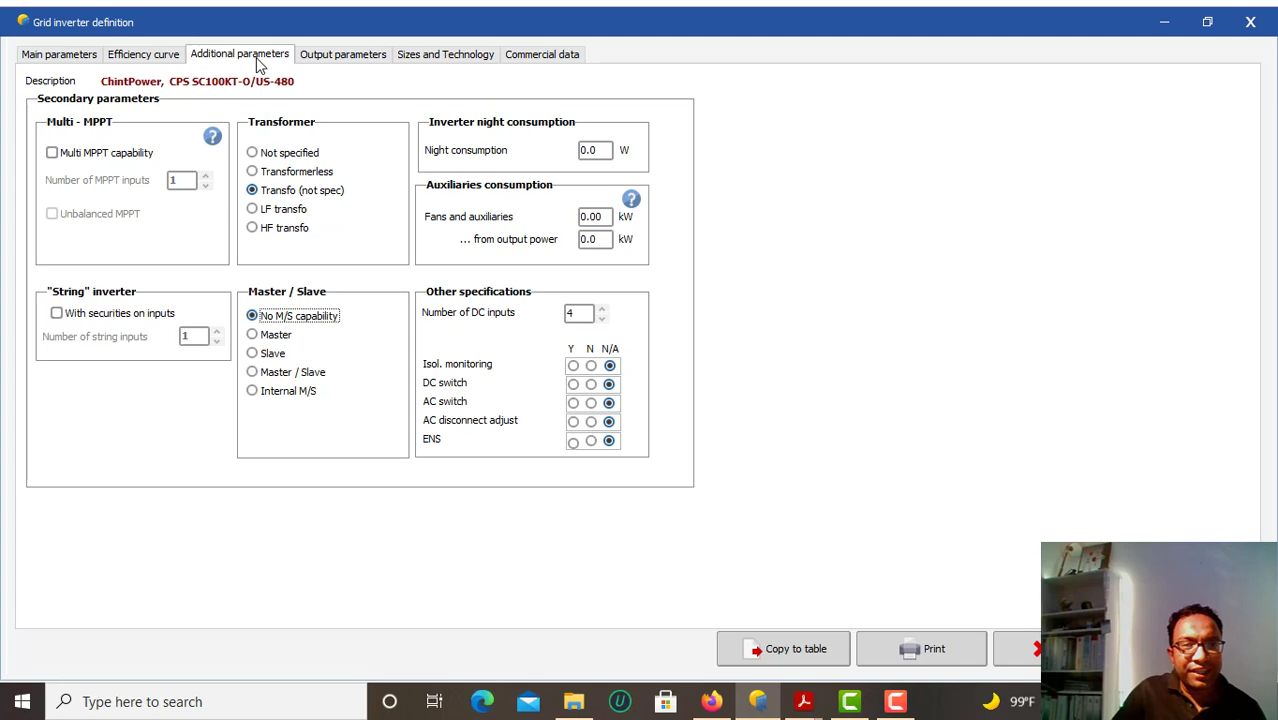 Grid inverter definition
Main parameters
Efficiency curve
Additional parameters
Output parameters
Sizes and Technology
Commercial data
Description
ChintPower, CPS SC100KT-O/US-480
Secondary parameters
Multi - MPPT
?
Multi MPPT capability
Number of MPPT inputs
1
Unbalanced MPPT
Transformer
Not specified
Transformerless
Transfo (not spec)
LF transfo
HF transfo
Inverter night consumption
Night consumption
0.0
W
Auxiliaries consumption
?
Fans and auxiliaries
0.00
kW
... from output power
0.0
kW
"String" inverter
With securities on inputs
Number of string inputs
1
Master / Slave
No M/S capability
Master
Slave
Master / Slave
Internal M/S
Other specifications
Number of DC inputs
4
Y N N/A
Isol. monitoring
DC switch
AC switch
AC disconnect adjust
ENS
Copy to table
Print
Type here to search
99°F